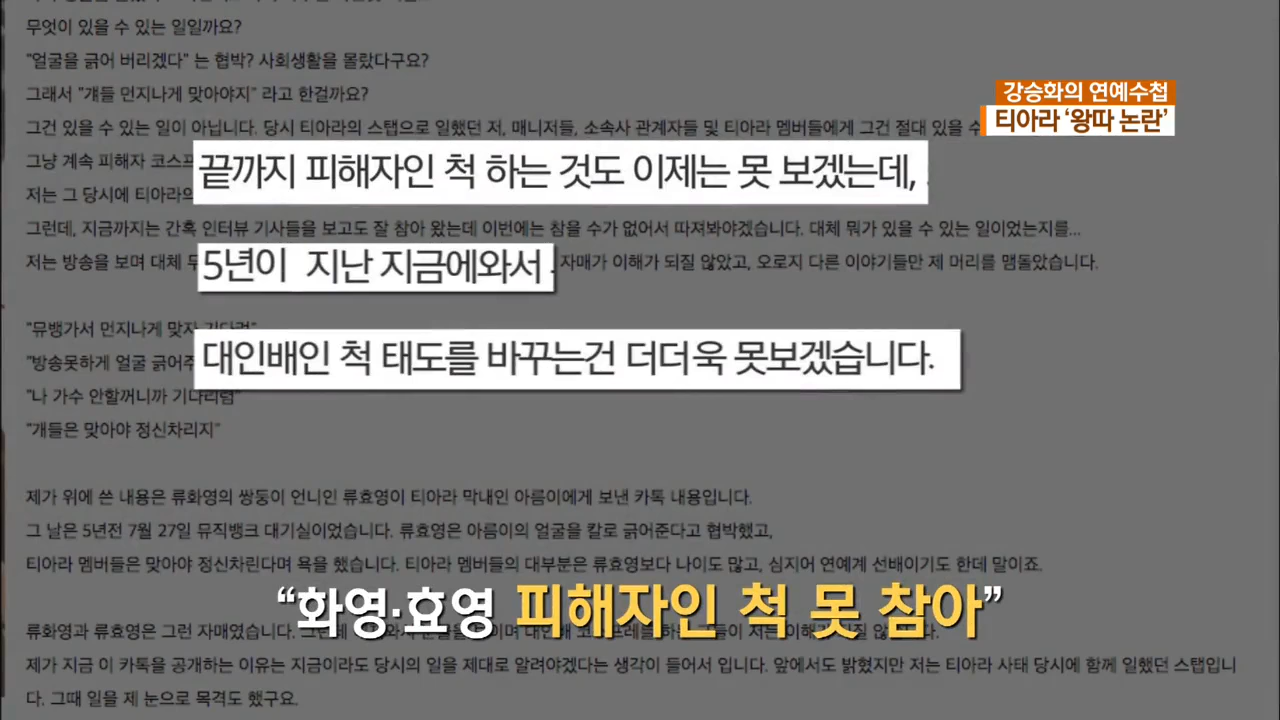 무엇이 있을 수 있는 일일까요?
"얼굴을 긁어 버리겠다" 는 협박? 사회생활을 몰랐다구요?
그래서 "걔들 먼지나게 맞아야지" 라고 한걸까요?
그건 있을 수 있는 일이 아닙니다. 당시 티아라의 스탭으로 일했던 저, 매니저들, 소속사 관계자들 및 티아라 멤버들에게 그건 절대 있을 수
강승화의 연예수첩
티아라 ‘왕따 논란’
그냥 계속 피해자 코스프
끝까지 피해자인 척 하는 것도 이제는 못 보겠는데,
저는 그 당시에 티아라의
그런데, 지금까지는 간혹 인터뷰 기사들을 보고도 잘 참아 왔는데 이번에는 참을 수가 없어서 따져봐야겠습니다. 대체 뭐가 있을 수 있는 일이었는지를...
저는 방송을 보며 대체 자매가 이해가 되질 않았고, 오로지 다른 이야기들만 제 머리를 맴돌았습니다.
5년이 지난 지금에와서
"뮤뱅가서 먼지나게 맞자 기다려"
"방송못하게 얼굴 긁어주
대인배인 척 태도를 바꾸는건 더더욱 못보겠습니다.
"나 가수 안할꺼니까 기다리렴"
"개들은 맞아야 정신차리지"
제가 위에 쓴 내용은 류화영의 쌍둥이 언니인 류효영이 티아라 막내인 아름이에게 보낸 카톡 내용입니다.
그 날은 5년전 7월 27일 뮤직뱅크 대기실이었습니다. 류효영은 아름이의 얼굴을 칼로 긁어준다고 협박했고,
티아라 멤버들은 맞아야 정신차린다며 욕을 했습니다. 티아라 멤버들의 대부분은 류효영보다 나이도 많고, 심지어 연예계 선배이기도 한데 말이죠.
“화영·효영 피해자인 척 못 참아”
류화영과 류효영은 그런 자매였습니다.
제가 지금 이 카톡을 공개하는 이유는 지금이라도 당시의 일을 제대로 알려야겠다는 생각이 들어서 입니다. 앞에서도 밝혔지만 저는 티아라 사태 당시에 함께 일했던 스탭입니
다. 그때 일을 제 눈으로 목격도 했구요.